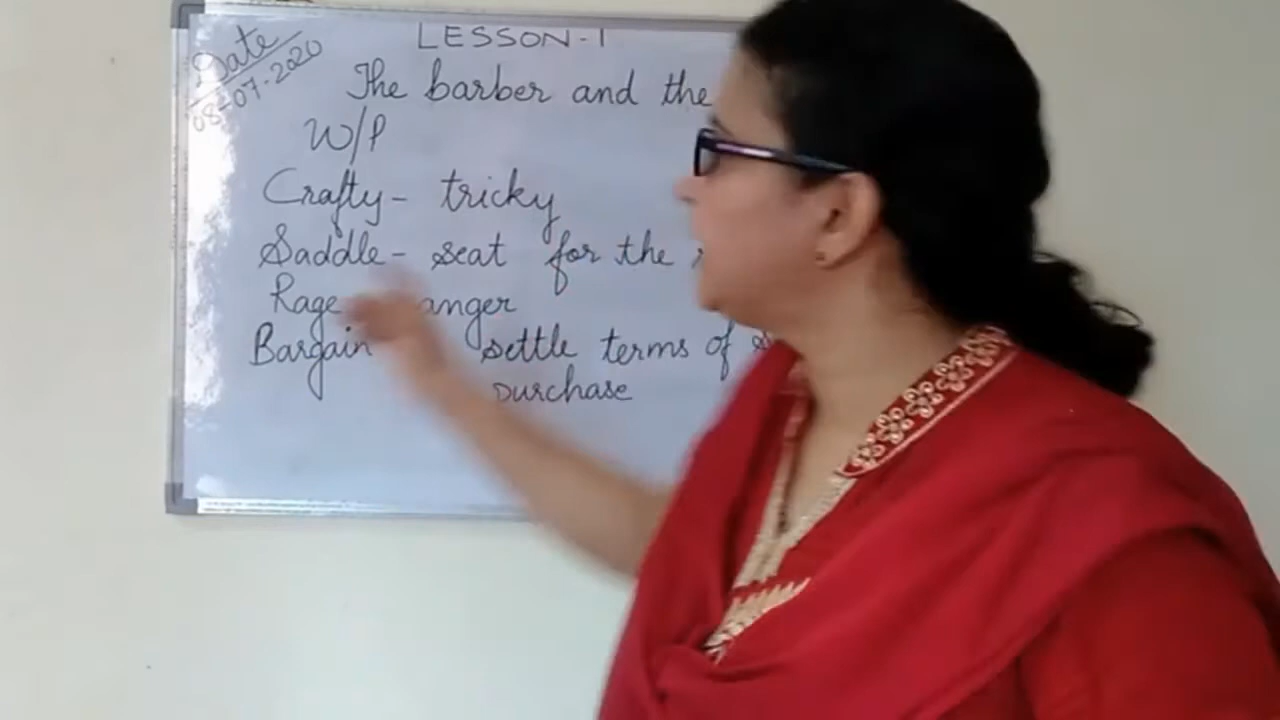 Date
08-07-2020
LESSON-1
The barber and the
W/P
Crafty- tricky
Saddle- seat for the
Rage anger
Bargain settle terms of
purchase